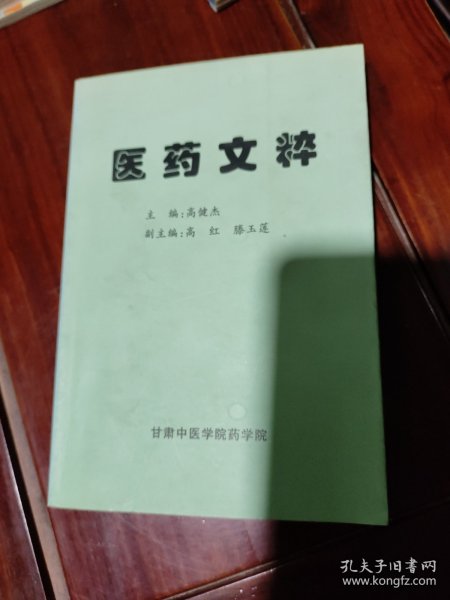 医药文粹
主 编:高健杰
副主编:高 红 滕玉莲
甘肃中医学院药学院
孔夫子旧书网
www.kongfz.com